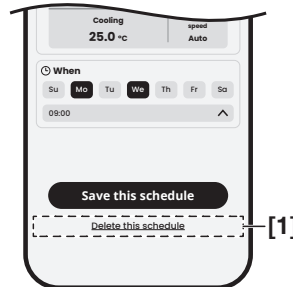 Cooling
speed
25.0 °C
Auto
When
Su Mo Tu We Th Fr Sa
09:00
Save this schedule
Delete this schedule
[1]